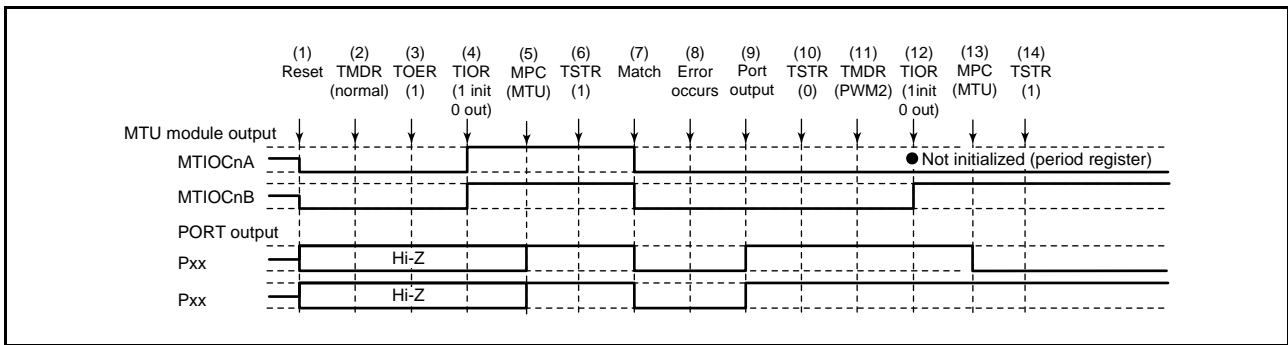 (1) (2) (3) (4) (5) (6) (7) (8) (9) (10) (11) (12) (13) (14)
Reset TMDR TOER TIOR MPC TSTR Match Error Port TSTR TMDR TIOR MPC TSTR
(normal) (1) (1 init (MTU) (1) occurs output (0) (PWM2) (1init (MTU) (1)
0 out) 0 out)
MTU module output
MTIOCnA ● Not initialized (period register)
MTIOCnB
PORT output
Pxx Hi-Z
Pxx Hi-Z